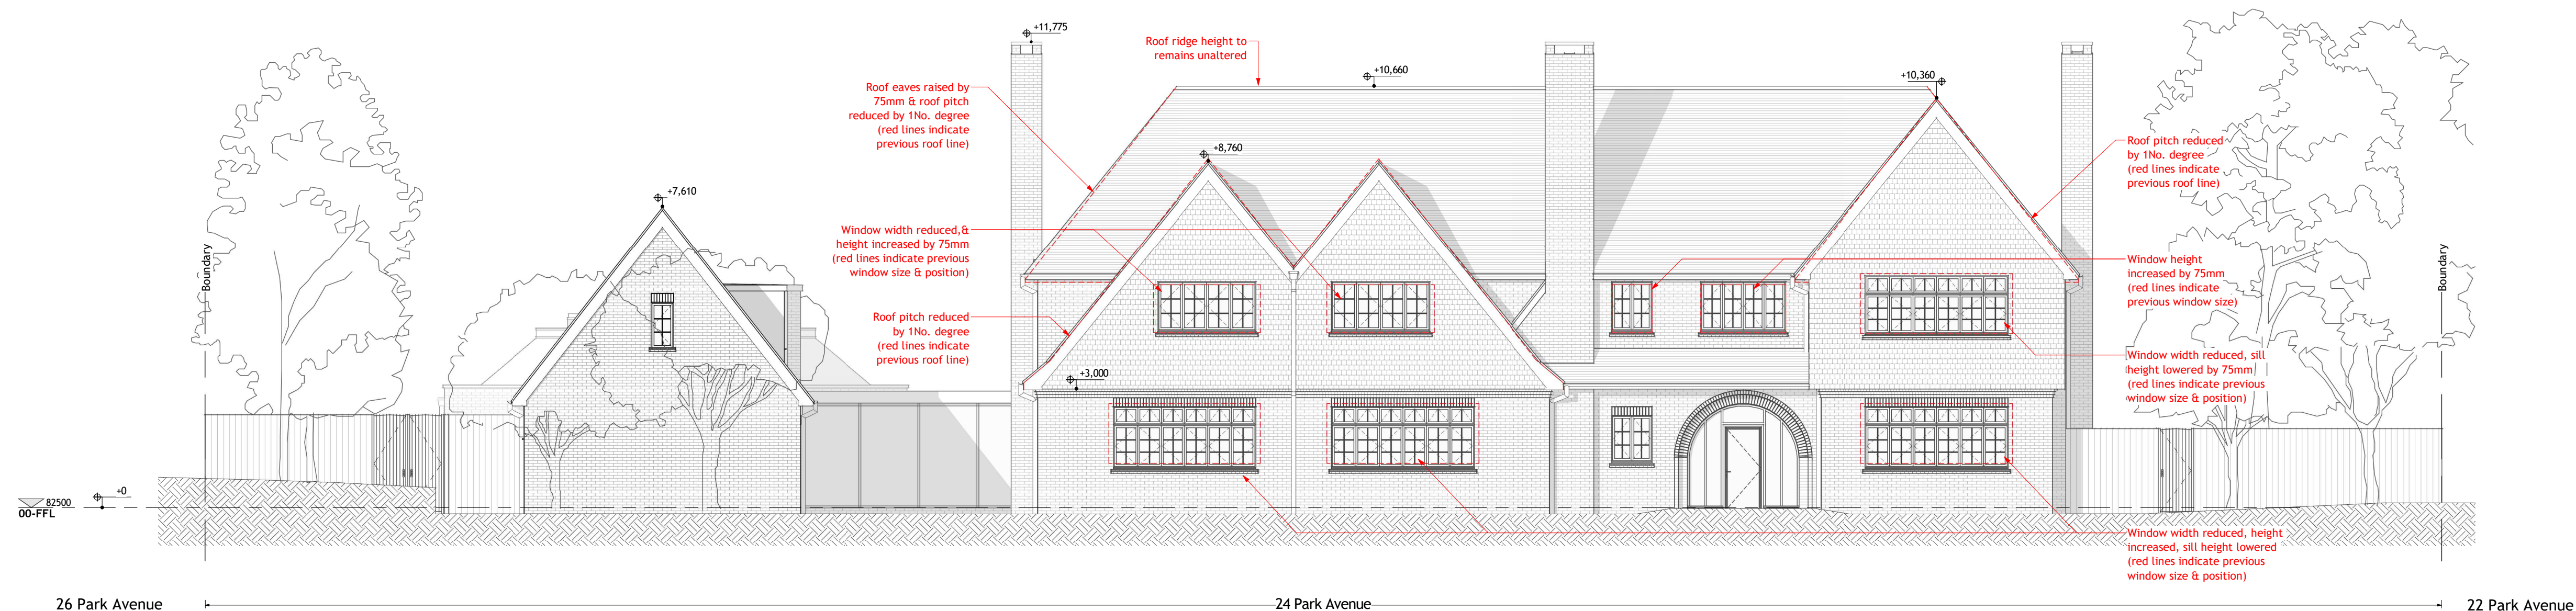 +11,775
Roof ridge height to
remains unaltered
+10,660
+10,360
Roof eaves raised by
75mm & roof pitch
reduced by 1No. degree
(red lines indicate
previous roof line)
+8,760
Roof pitch reduced
by 1No. degree
(red lines indicate
previous roof line)
+7,610
Window width reduced,&
height increased by 75mm
(red lines indicate previous
window size & position)
Boundary
Boundary
Window height
increased by 75mm
(red lines indicate
previous window size)
Roof pitch reduced
by 1No. degree
(red lines indicate
previous roof line)
Window width reduced, sill
height lowered by 75mm
(red lines indicate previous
window size & position)
+3,000
+0
82500
00-FFL
Window width reduced, height
increased, sill height lowered
(red lines indicate previous
window size & position)
26 Park Avenue
24 Park Avenue
22 Park Avenue